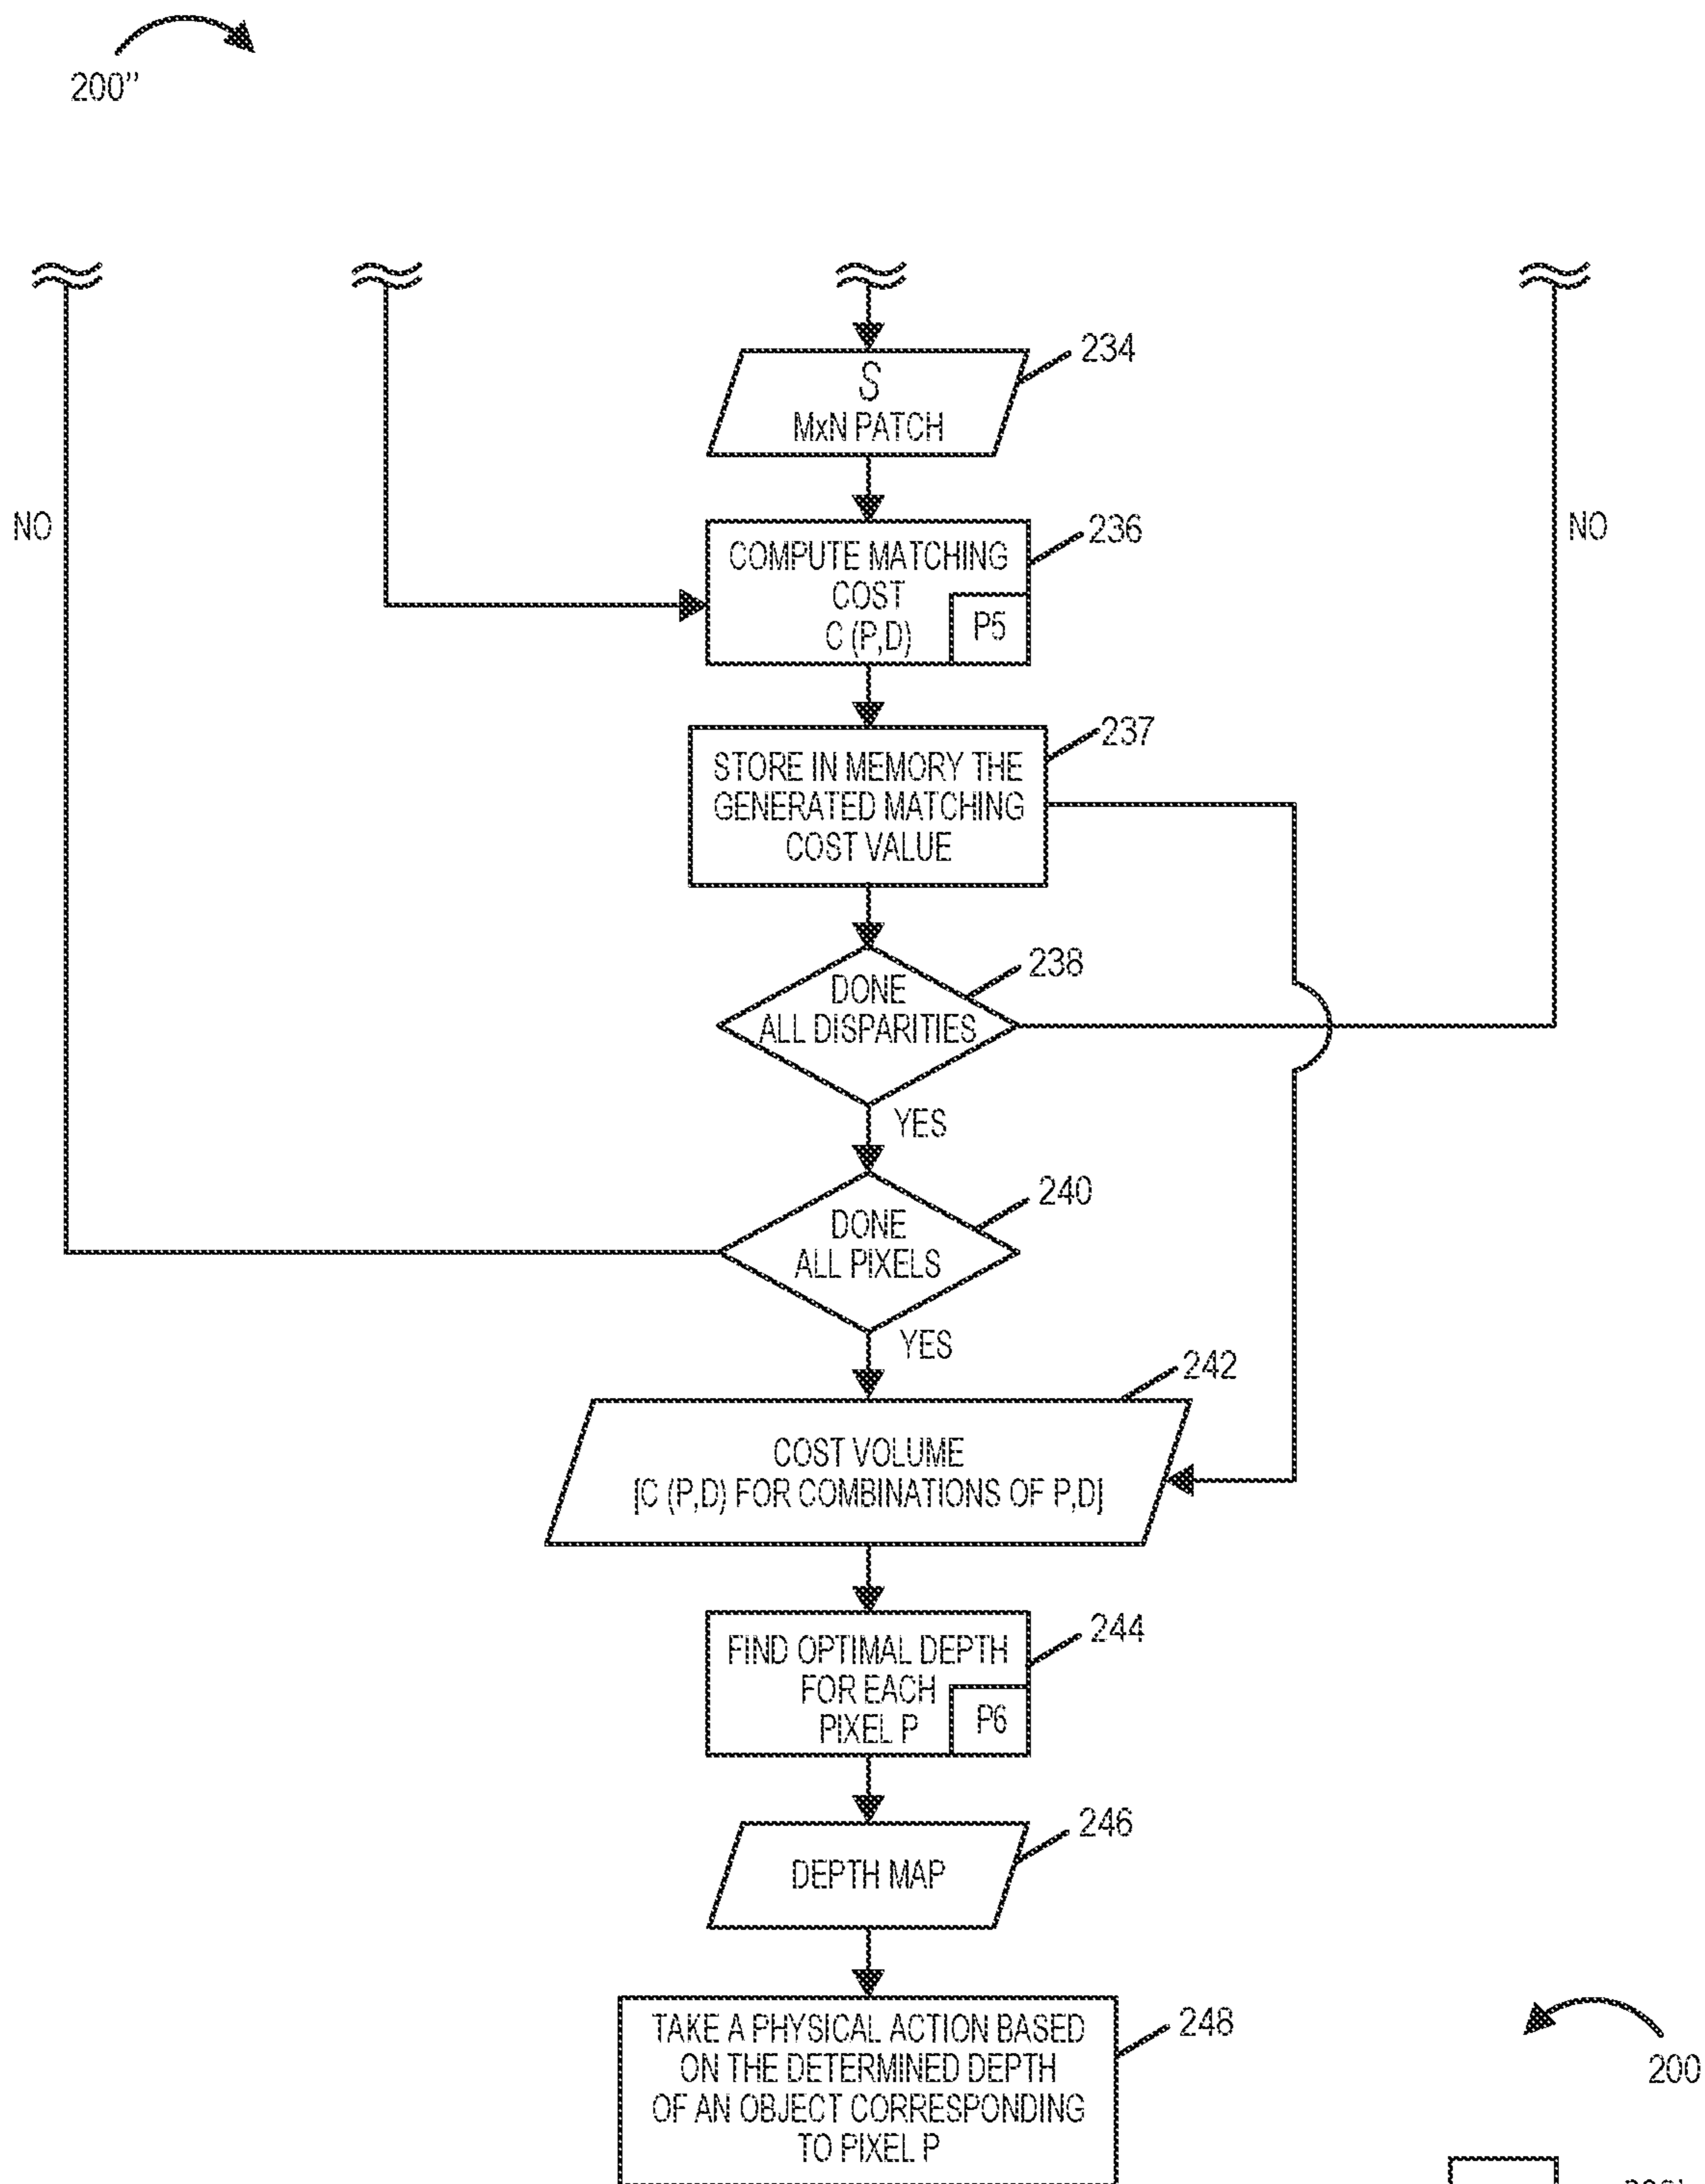 200”
234
S
MxN PATCH
NO
236
NO
COMPUTE MATCHING
COST
C (P,D)
P5
237
STORE IN MEMORY THE
GENERATED MATCHING
COST VALUE
238
DONE
ALL DISPARITIES
YES
240
DONE
ALL PIXELS
YES
242
COST VOLUME
[C (P,D) FOR COMBINATIONS OF P,D]
244
FIND OPTIMAL DEPTH
FOR EACH
PIXEL P
P6
246
DEPTH MAP
248
TAKE A PHYSICAL ACTION BASED
ON THE DETERMINED DEPTH
OF AN OBJECT CORRESPONDING
TO PIXEL P
200